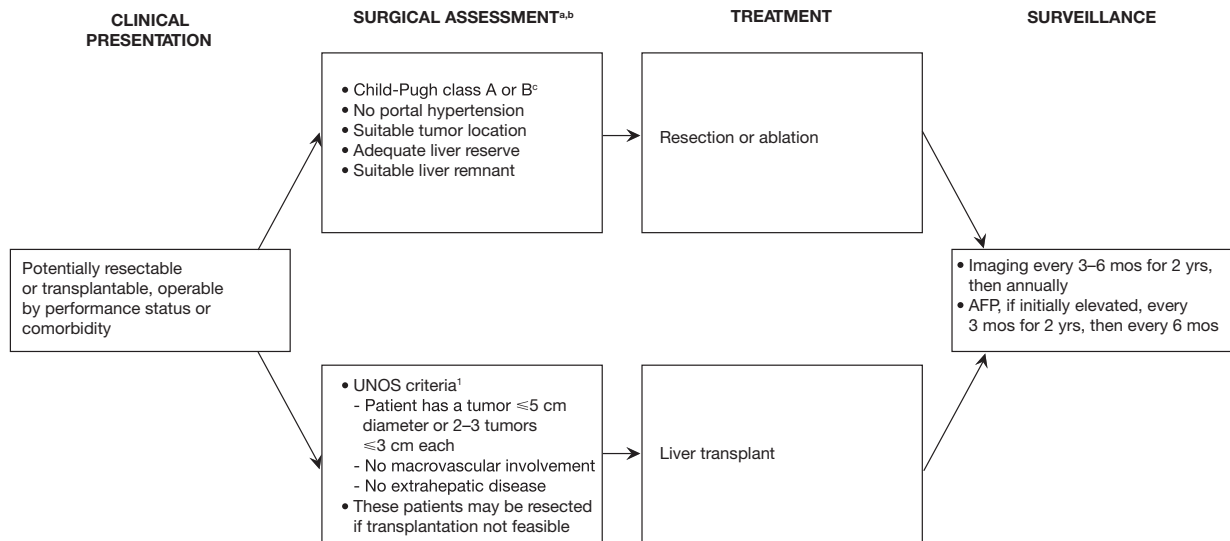 CLINICAL
PRESENTATION
SURGICAL ASSESSMENTᵃ,ᵇ
TREATMENT
SURVEILLANCE
• Child-Pugh class A or Bᶜ
• No portal hypertension
• Suitable tumor location
• Adequate liver reserve
• Suitable liver remnant
Resection or ablation
Potentially resectable
or transplantable, operable
by performance status or
comorbidity
• Imaging every 3–6 mos for 2 yrs,
then annually
• AFP, if initially elevated, every
3 mos for 2 yrs, then every 6 mos
• UNOS criteria¹
- Patient has a tumor ⩽5 cm
diameter or 2–3 tumors
⩽3 cm each
- No macrovascular involvement
- No extrahepatic disease
• These patients may be resected
if transplantation not feasible
Liver transplant